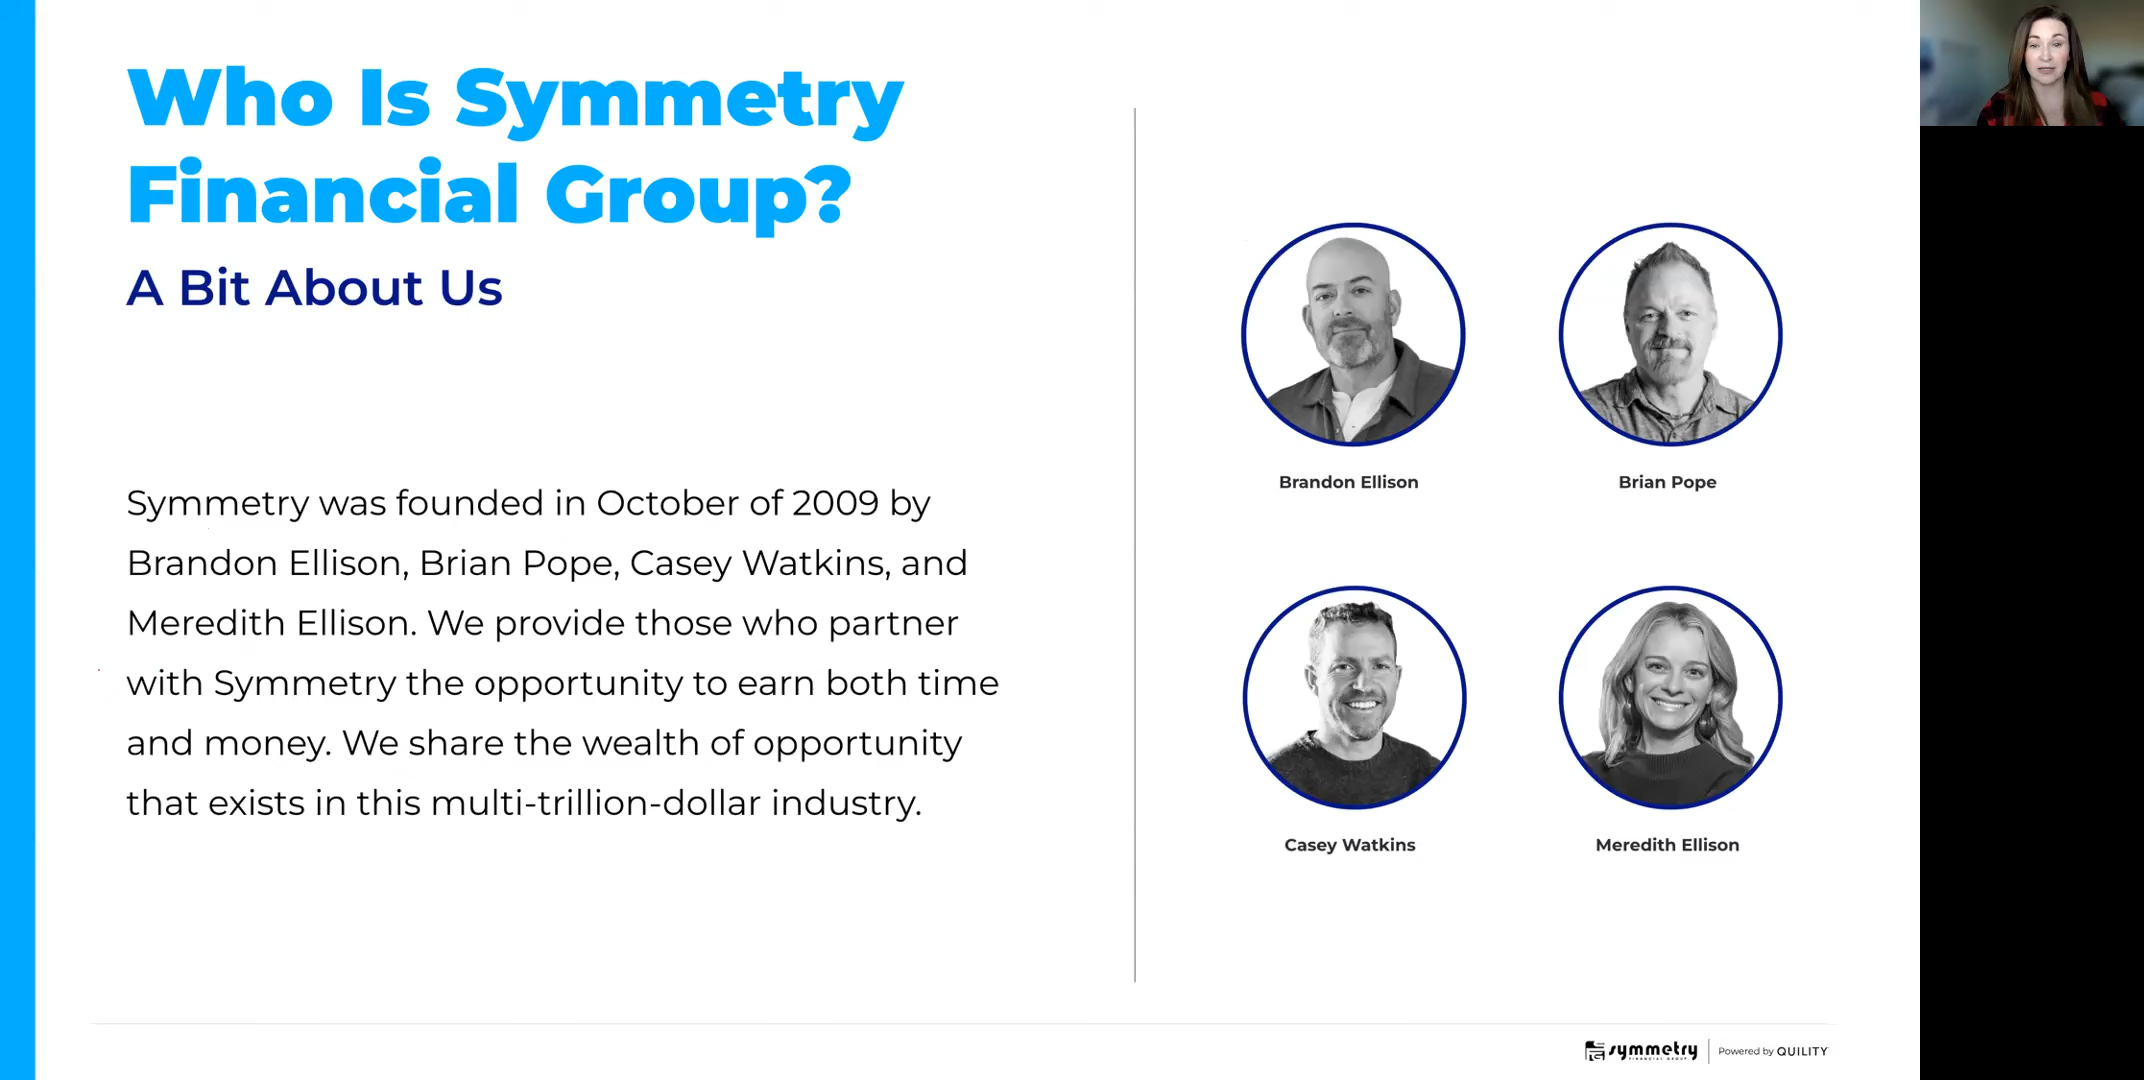 Who Is Symmetry
Financial Group?
A Bit About Us
Symmetry was founded in October of 2009 by
Brandon Ellison, Brian Pope, Casey Watkins, and
Meredith Ellison. We provide those who partner
with Symmetry the opportunity to earn both time
and money. We share the wealth of opportunity
that exists in this multi-trillion-dollar industry.
Brandon Ellison
Brian Pope
Casey Watkins
Meredith Ellison
symmetry
FINANCIAL GROUP
Powered by QUILITY